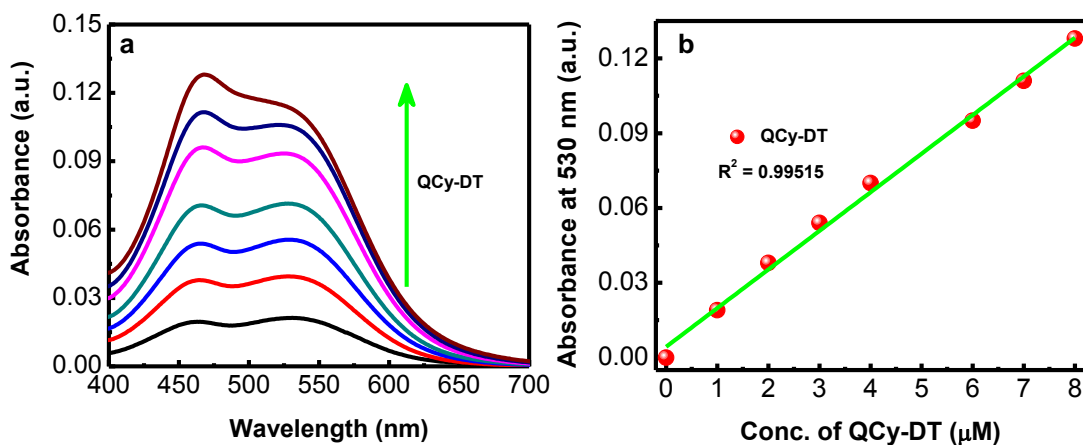 a
Absorbance (a.u.)
0.15
0.12
0.09
0.06
0.03
0.00
QCy-DT
400 450 500 550 600 650 700
Wavelength (nm)
b
Absorbance at 530 nm (a.u.)
0.12
0.09
0.06
0.03
0.00
QCy-DT
R² = 0.99515
0 1 2 3 4 5 6 7 8
Conc. of QCy-DT (μM)